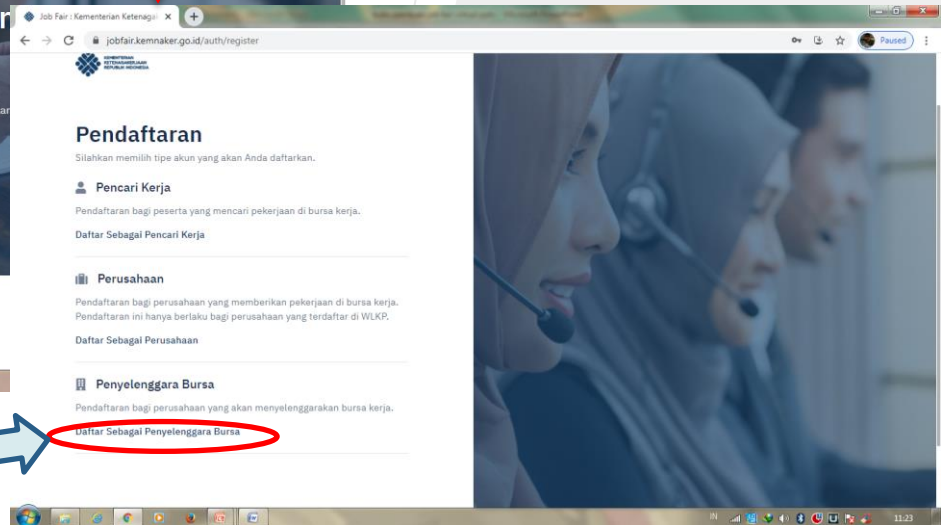 Job Fair : Kementerian Ketenaga
jobfair.kemnaker.go.id/auth/register
Paused
KEMENTERIAN
KETENAGAKERJAAN
REPUBLIK INDONESIA
Pendaftaran
Silahkan memilih tipe akun yang akan Anda daftarkan.
Pencari Kerja
Pendaftaran bagi peserta yang mencari pekerjaan di bursa kerja.
Daftar Sebagai Pencari Kerja
Perusahaan
Pendaftaran bagi perusahaan yang memberikan pekerjaan di bursa kerja.
Pendaftaran ini hanya berlaku bagi perusahaan yang terdaftar di WLKP.
Daftar Sebagai Perusahaan
Penyelenggara Bursa
Pendaftaran bagi perusahaan yang akan menyelenggarakan bursa kerja.
Daftar Sebagai Penyelenggara Bursa
IN
11:23